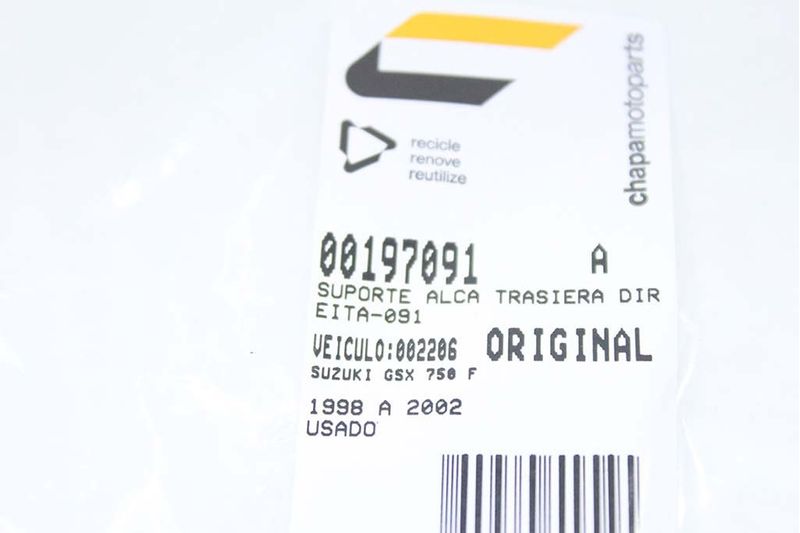 chapamotoparts
recicle
renove
reutilize
00197091 A
SUPORTE ALCA TRASIERA DIR
EITA-091
VEICULO:002206 ORIGINAL
SUZUKI GSX 750 F
1998 A 2002
USADO